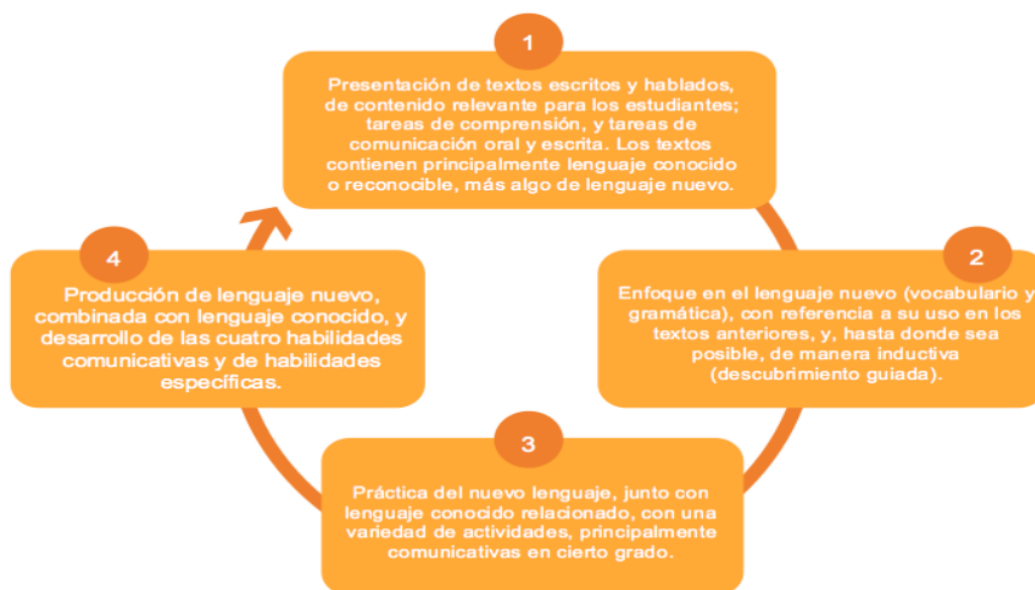 1
Presentación de textos escritos y hablados,
de contenido relevante para los estudiantes;
tareas de comprensión, y tareas de
comunicación oral y escrita. Los textos
contienen principalmente lenguaje conocido
o reconocible, más algo de lenguaje nuevo.
2
Enfoque en el lenguaje nuevo (vocabulario y
gramática), con referencia a su uso en los
textos anteriores, y, hasta donde sea
posible, de manera inductiva
(descubrimiento guiada).
3
Práctica del nuevo lenguaje, junto con
lenguaje conocido relacionado, con una
variedad de actividades, principalmente
comunicativas en cierto grado.
4
Producción de lenguaje nuevo,
combinada con lenguaje conocido, y
desarrollo de las cuatro habilidades
comunicativas y de habilidades
específicas.